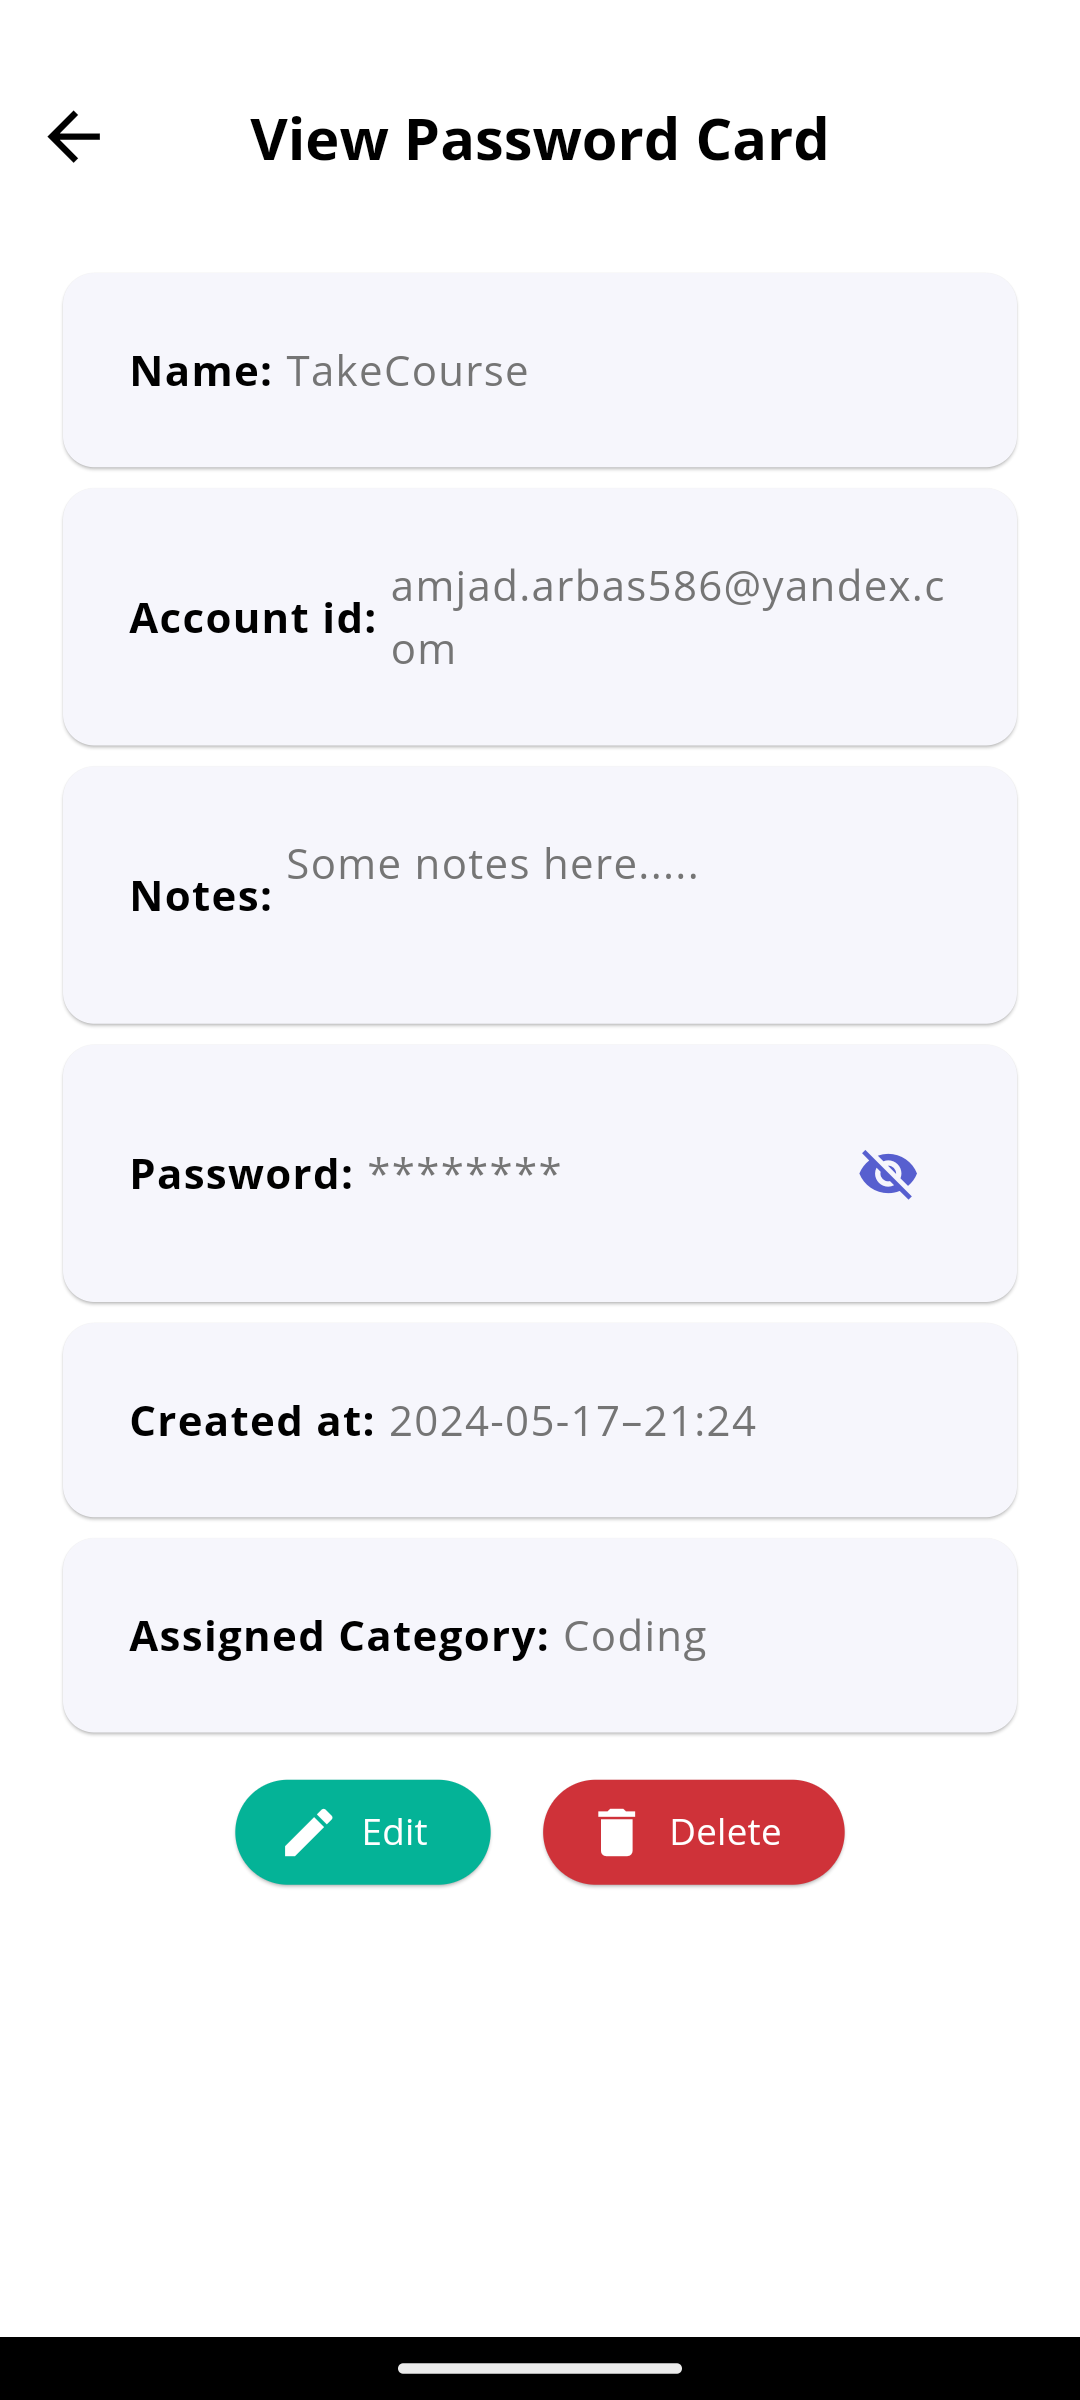 View Password Card
Name: TakeCourse
Account id: amjad.arbas586@yandex.c
om
Notes: Some notes here.....
Password: ********
Created at: 2024-05-17–21:24
Assigned Category: Coding
Edit
Delete